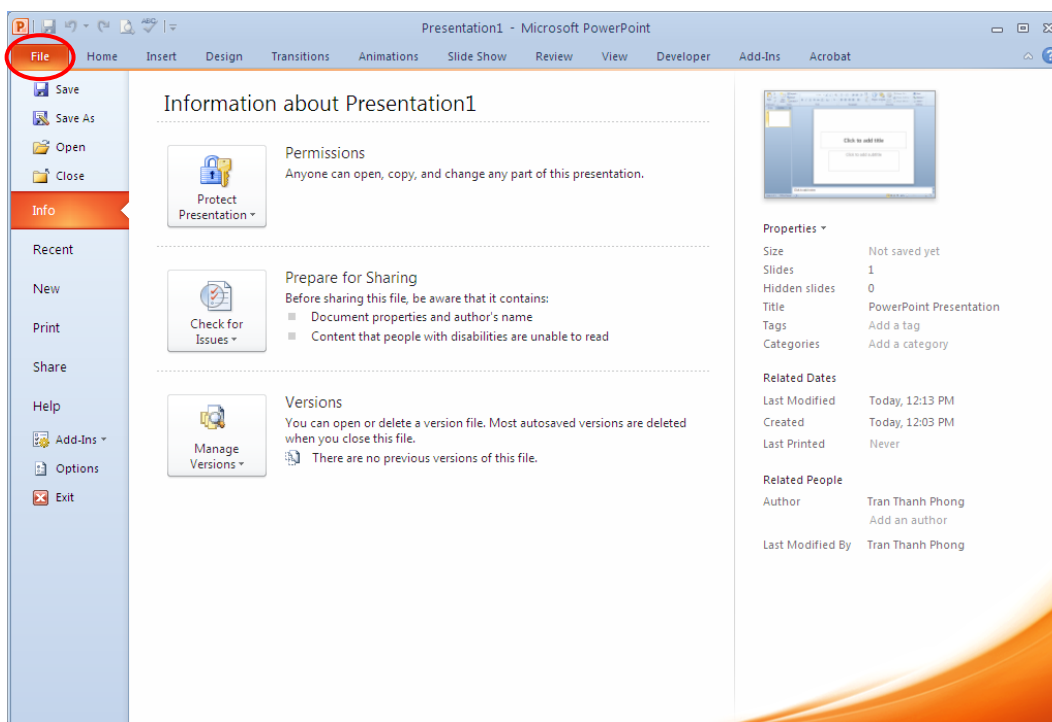 Presentation1 - Microsoft PowerPoint
File Home Insert Design Transitions Animations Slide Show Review View Developer Add-Ins Acrobat
Save
Save As
Open
Close
Info
Recent
New
Print
Share
Help
Add-Ins
Options
Exit
Information about Presentation1
Protect
Presentation
Permissions
Anyone can open, copy, and change any part of this presentation.
Check for
Issues
Prepare for Sharing
Before sharing this file, be aware that it contains:
Document properties and author's name
Content that people with disabilities are unable to read
Manage
Versions
Versions
You can open or delete a version file. Most autosaved versions are deleted
when you close this file.
There are no previous versions of this file.
Click to add title
Click to add subtitle
Properties
Size Not saved yet
Slides 1
Hidden slides 0
Title PowerPoint Presentation
Tags Add a tag
Categories Add a category
Related Dates
Last Modified Today, 12:13 PM
Created Today, 12:03 PM
Last Printed Never
Related People
Author Tran Thanh Phong
Add an author
Last Modified By Tran Thanh Phong